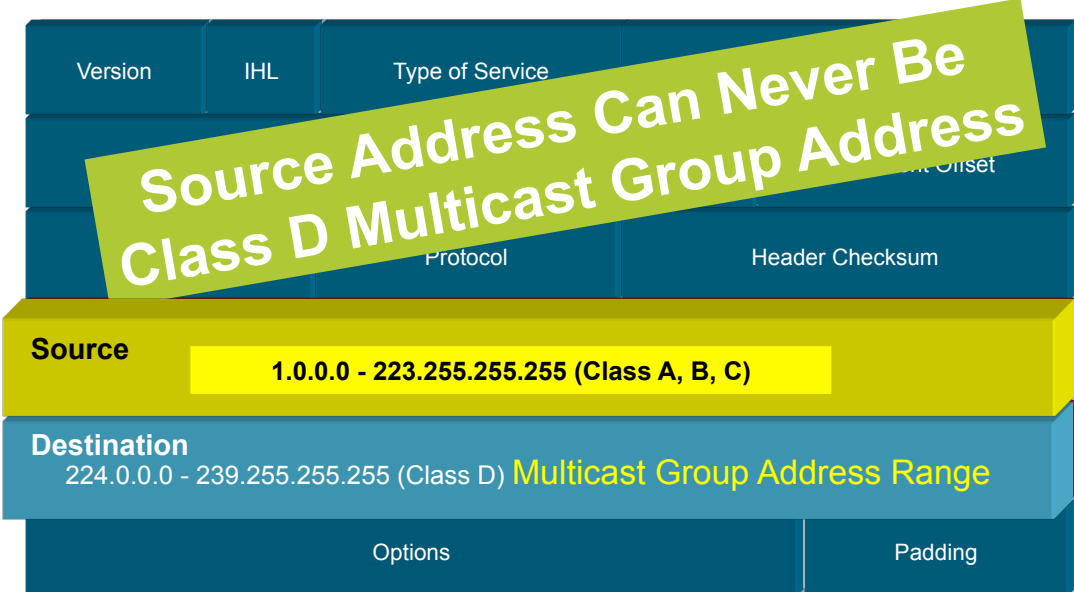 Version IHL Type of Service
Source Address Can Never Be
Class D Multicast Group Address
Offset
Protocol Header Checksum
Source
1.0.0.0 - 223.255.255.255 (Class A, B, C)
Destination
224.0.0.0 - 239.255.255.255 (Class D) Multicast Group Address Range
Options Padding